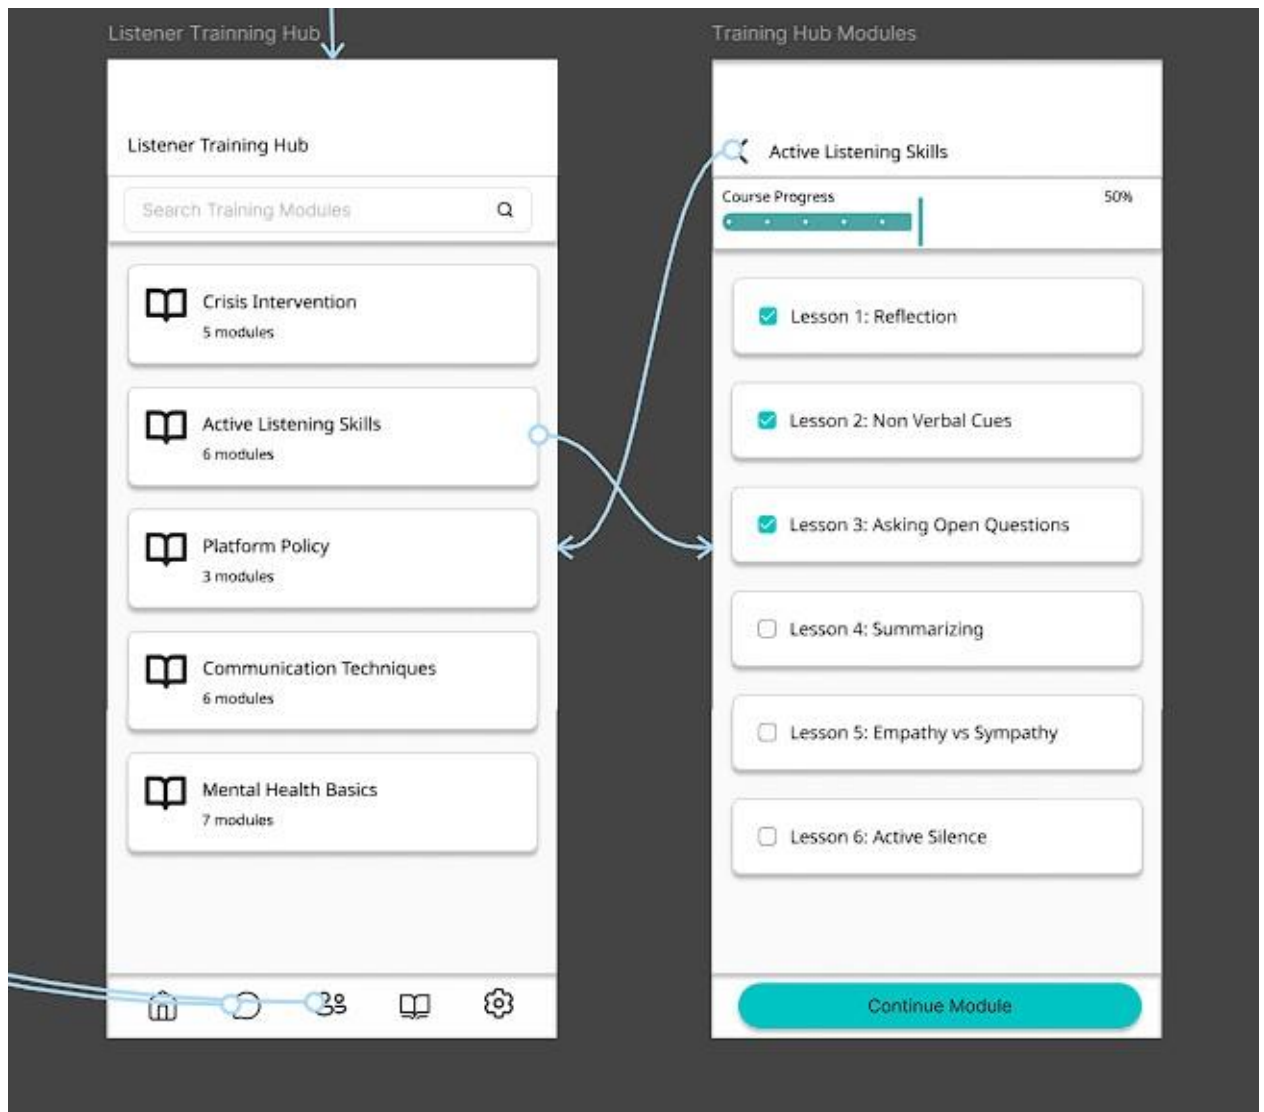 Listener Trainning Hub
Listener Training Hub
Search Training Modules
Crisis Intervention
5 modules
Active Listening Skills
6 modules
Platform Policy
3 modules
Communication Techniques
6 modules
Mental Health Basics
7 modules
Training Hub Modules
Active Listening Skills
Course Progress 50%
Lesson 1: Reflection
Lesson 2: Non Verbal Cues
Lesson 3: Asking Open Questions
Lesson 4: Summarizing
Lesson 5: Empathy vs Sympathy
Lesson 6: Active Silence
Continue Module